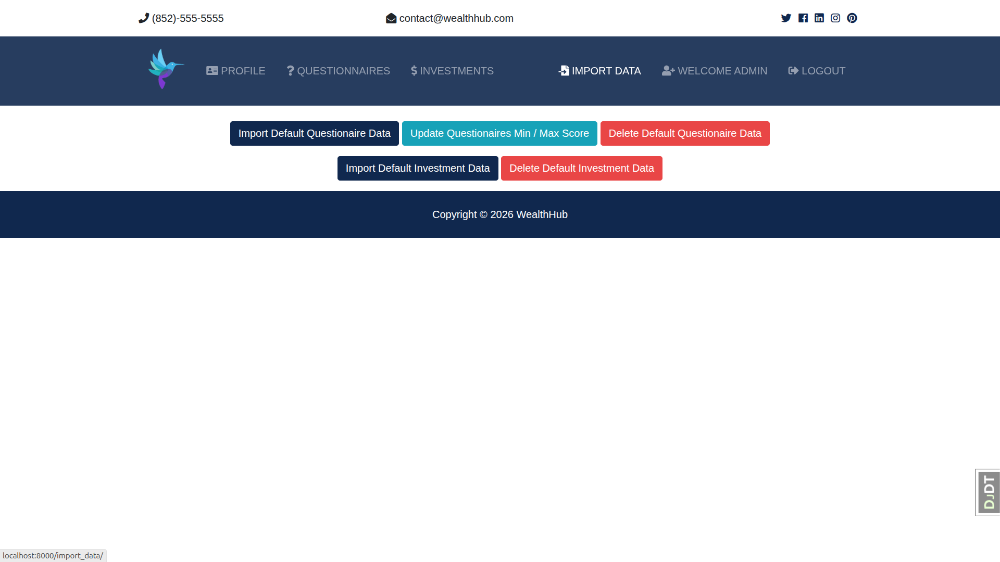 (852)-555-5555 contact@wealthhub.com
PROFILE QUESTIONNAIRES INVESTMENTS IMPORT DATA WELCOME ADMIN LOGOUT
Import Default Questionaire Data Update Questionaires Min / Max Score Delete Default Questionaire Data
Import Default Investment Data Delete Default Investment Data
Copyright © 2026 WealthHub
DJDT
localhost:8000/import_data/